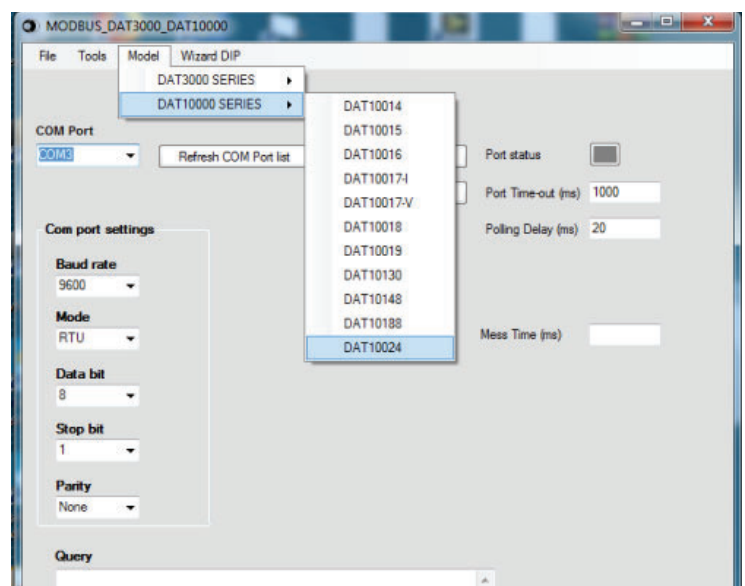 MODBUS_DAT3000_DAT10000
File Tools Model Wizard DIP
DAT3000 SERIES
DAT10000 SERIES
DAT10014
DAT10015
DAT10016
DAT10017-I
DAT10017-V
DAT10018
DAT10019
DAT10130
DAT10148
DAT10188
DAT10024
COM Port
COM3
Refresh COM Port list
Port status
Port Time-out (ms) 1000
Polling Delay (ms) 20
Mess Time (ms)
Com port settings
Baud rate
9600
Mode
RTU
Data bit
8
Stop bit
1
Parity
None
Query